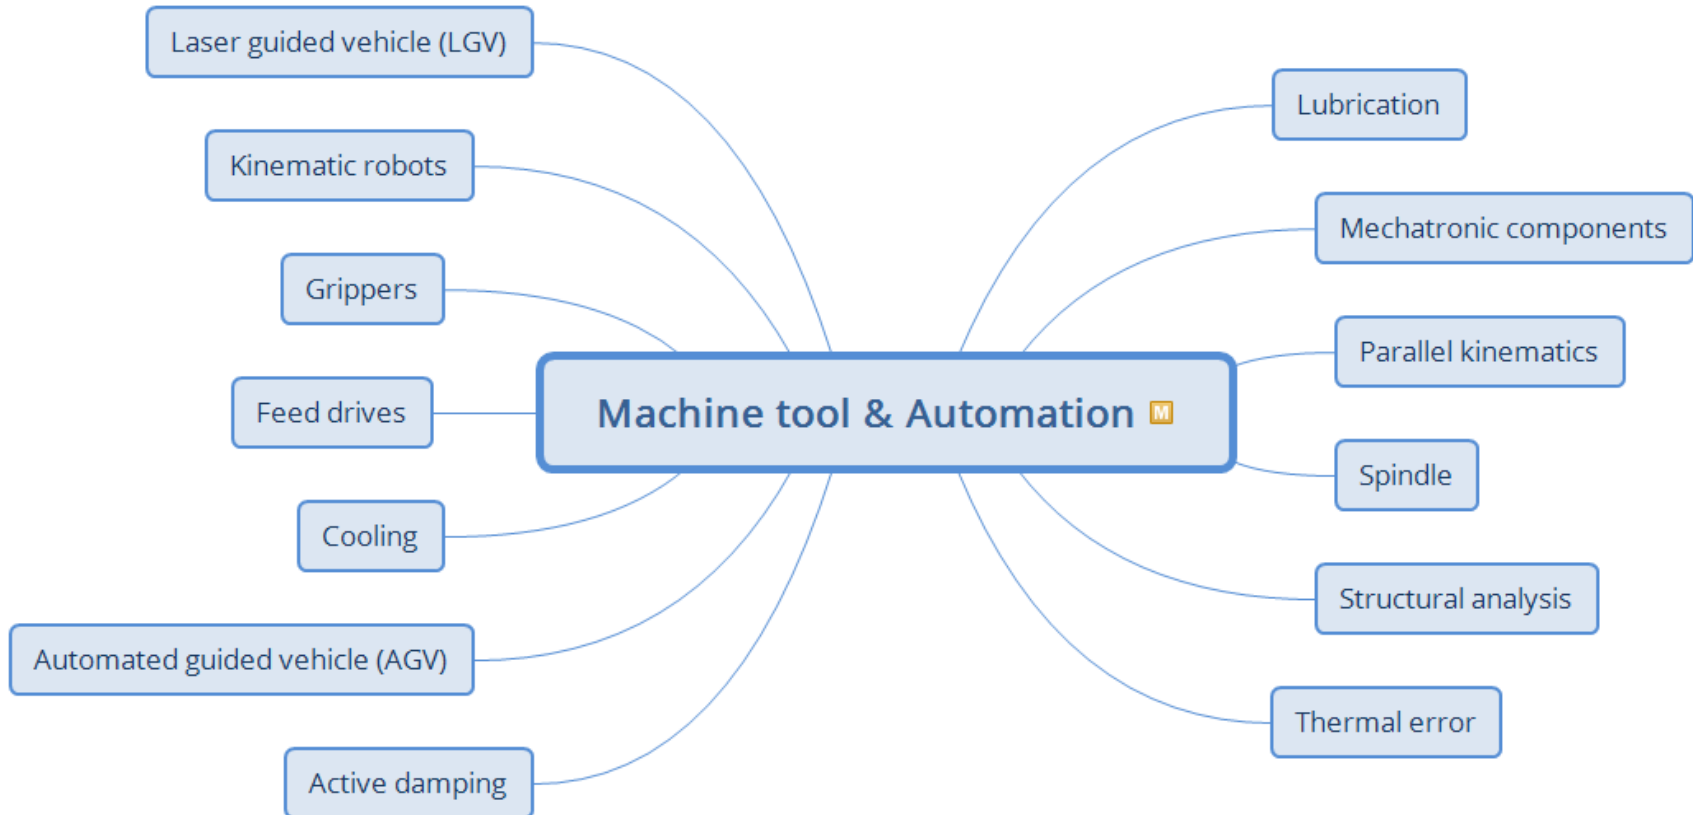 Laser guided vehicle (LGV)
Kinematic robots
Grippers
Feed drives
Cooling
Automated guided vehicle (AGV)
Active damping
Machine tool & Automation M
Lubrication
Mechatronic components
Parallel kinematics
Spindle
Structural analysis
Thermal error